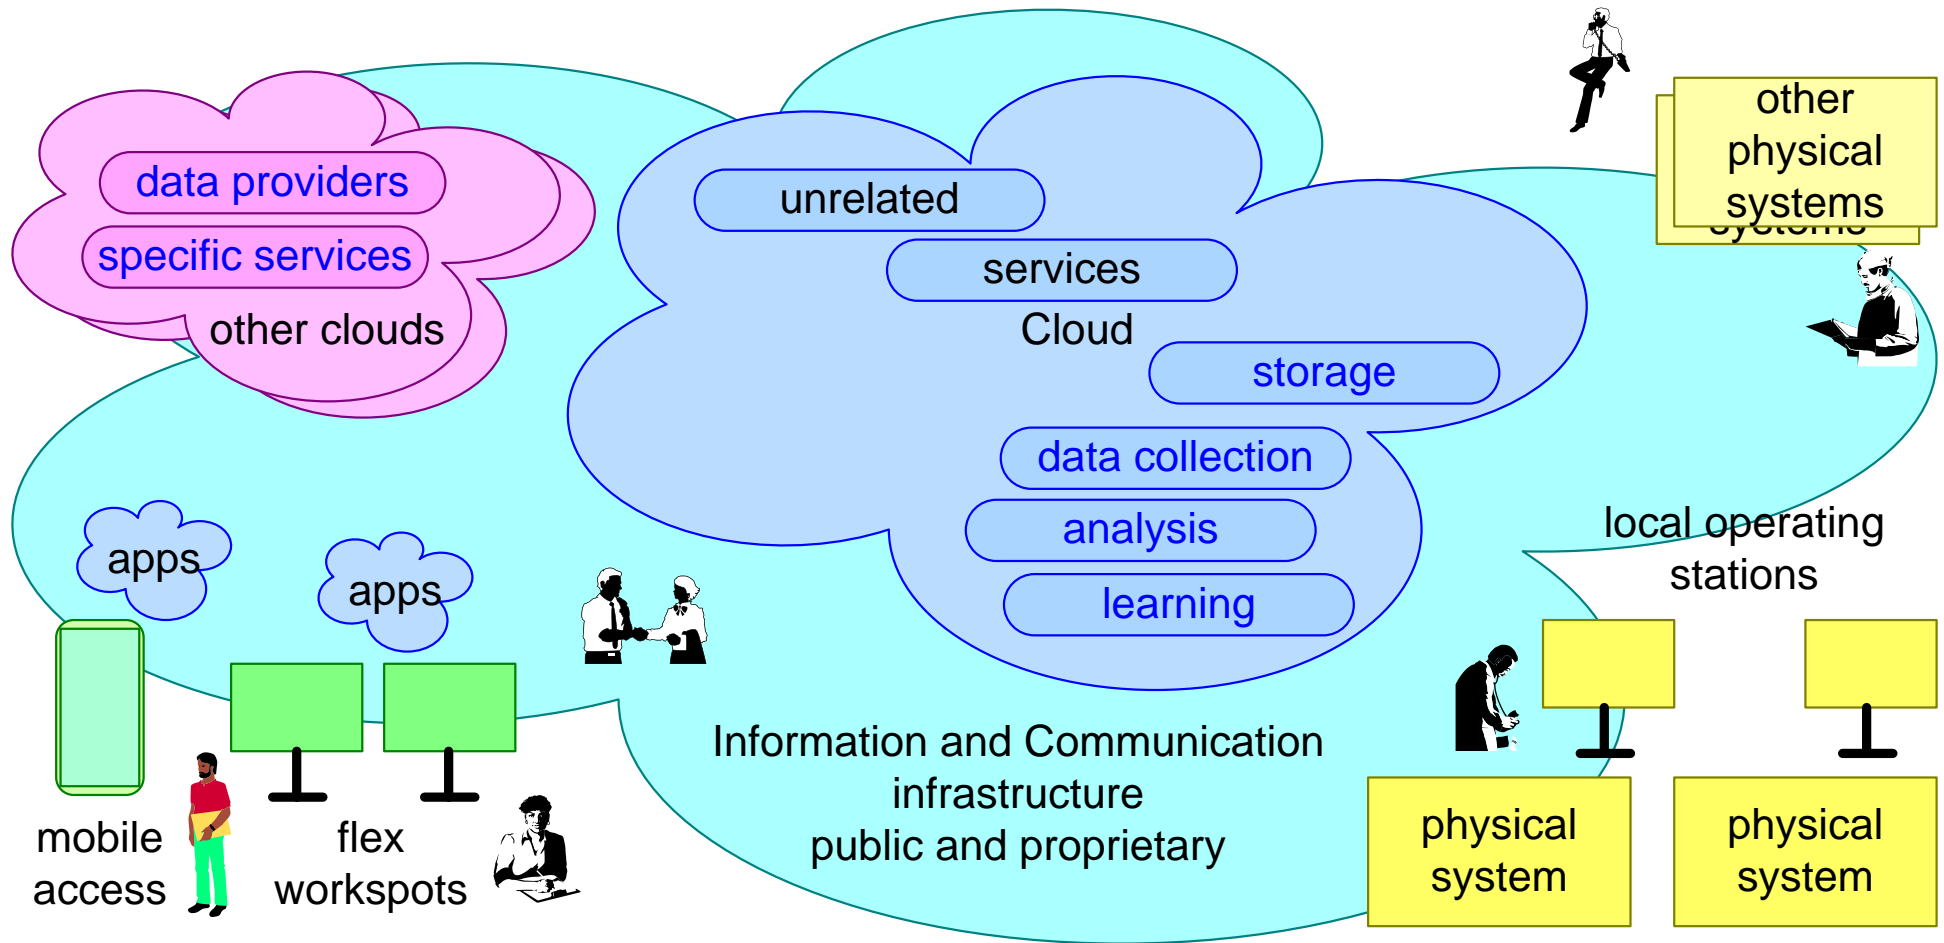 other
physical
systems
systems
data providers
specific services
other clouds
unrelated
services
Cloud
storage
data collection
analysis
learning
apps
apps
local operating
stations
Information and Communication
infrastructure
public and proprietary
mobile
access
flex
workspots
physical
system
physical
system